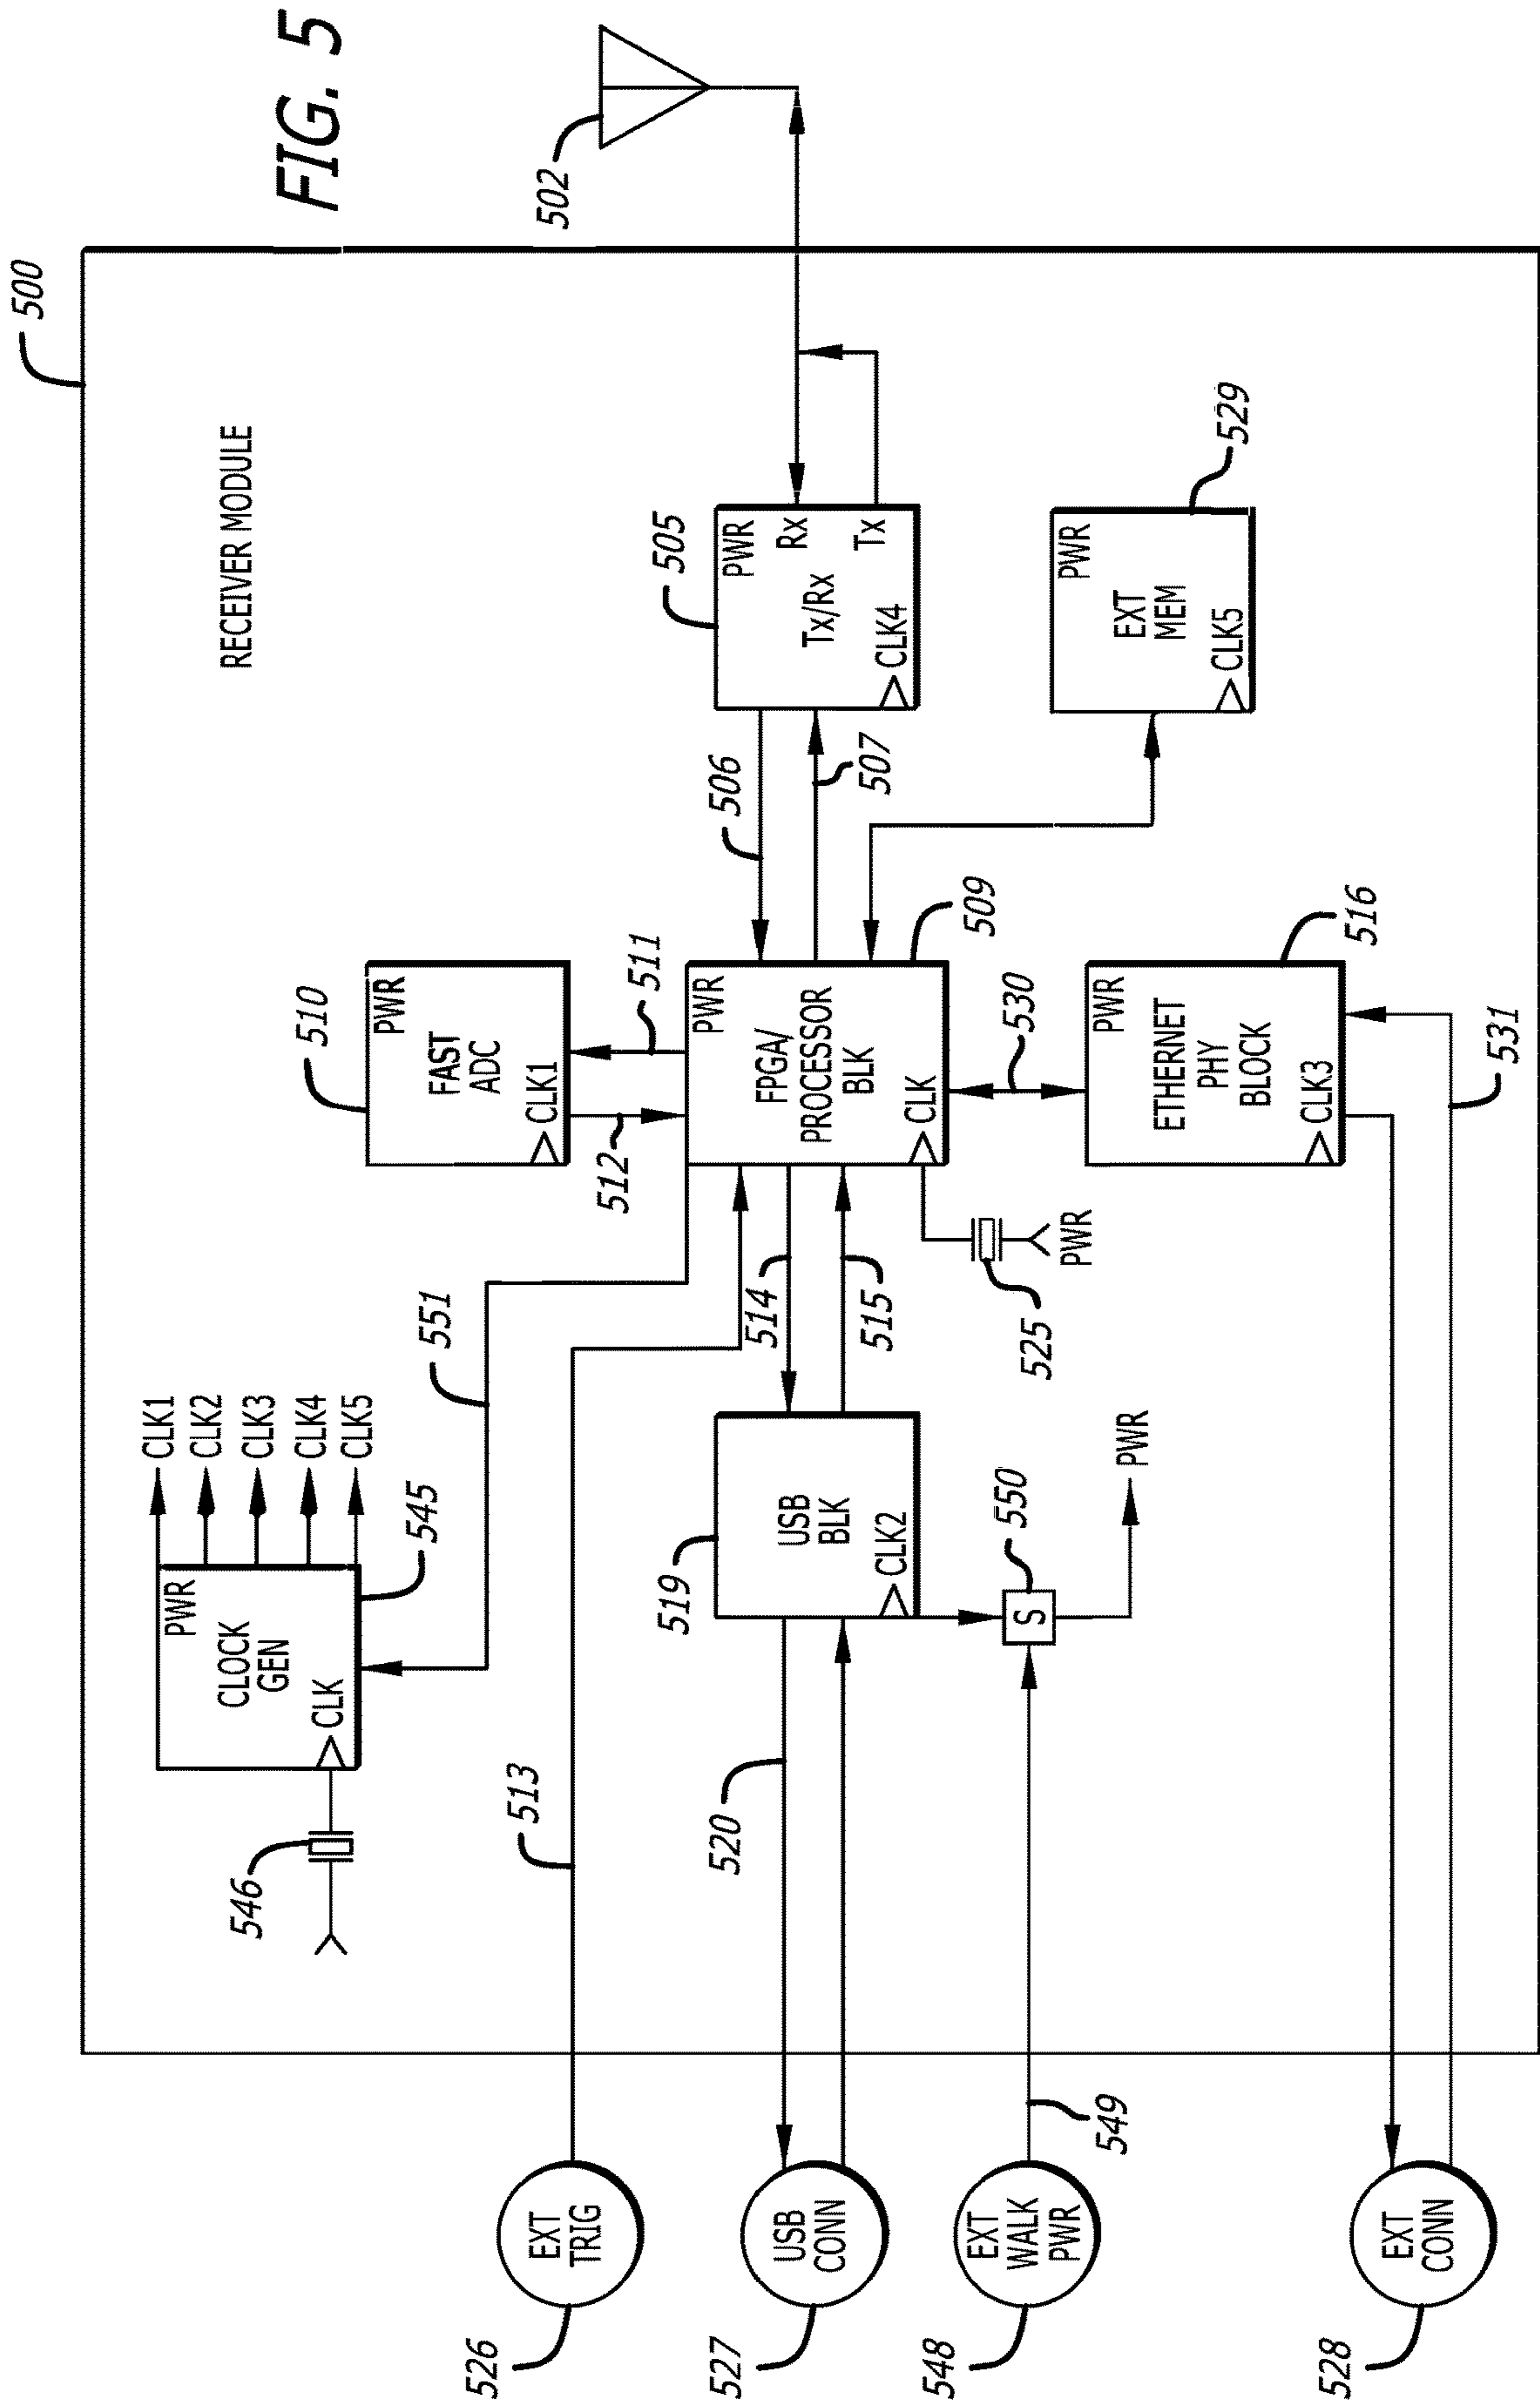 FIG. 5
500
RECEIVER MODULE
502
CLK1
CLK2
CLK3
CLK4
CLK5
PWR
CLOCK
GEN
CLK
545
546
551
510
PWR
FAST
ADC
CLK1
511
512
513
EXT
TRIG
526
PWR
FPGA/
PROCESSOR
BLK
CLK
509
506
507
505
PWR
Rx
Tx
Tx/Rx
CLK4
514
515
519
USB
BLK
CLK2
520
USB
CONN
527
525
PWR
550
S
PWR
EXT
WALK
PWR
548
549
PWR
EXT
MEM
CLK5
529
530
516
PWR
ETHERNET
PHY
BLOCK
CLK3
531
EXT
CONN
528